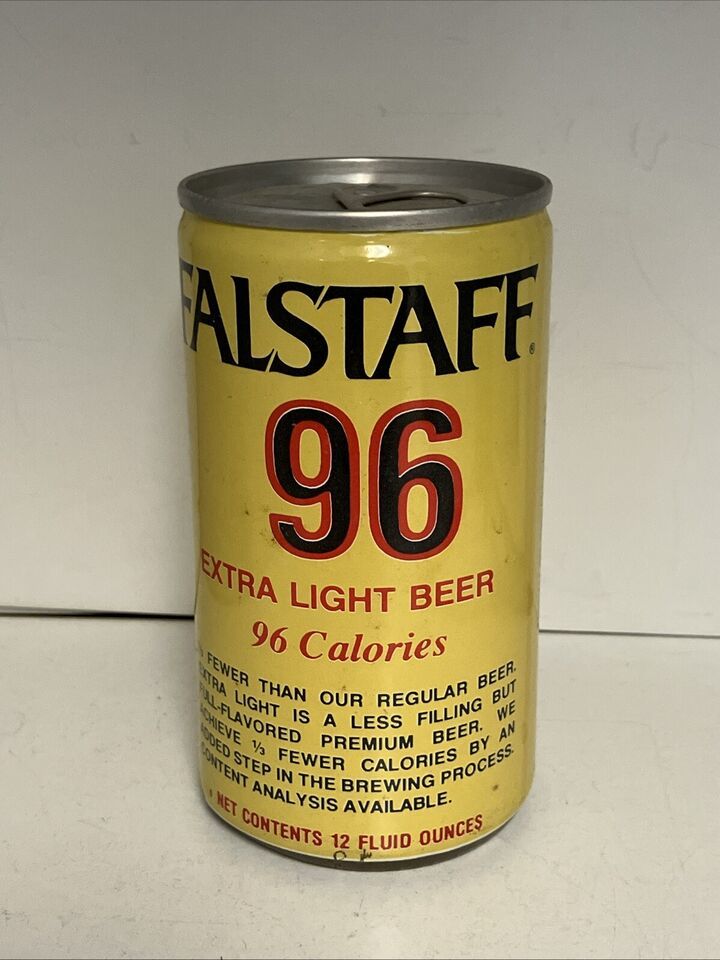 FALSTAFF®
96
EXTRA LIGHT BEER
96 Calories
FEWER THAN OUR REGULAR BEER.
EXTRA LIGHT IS A LESS FILLING BUT
FULL-FLAVORED PREMIUM BEER. WE
ACHIEVE 1/3 FEWER CALORIES BY AN
ADDED STEP IN THE BREWING PROCESS.
CONTENT ANALYSIS AVAILABLE.
NET CONTENTS 12 FLUID OUNCES